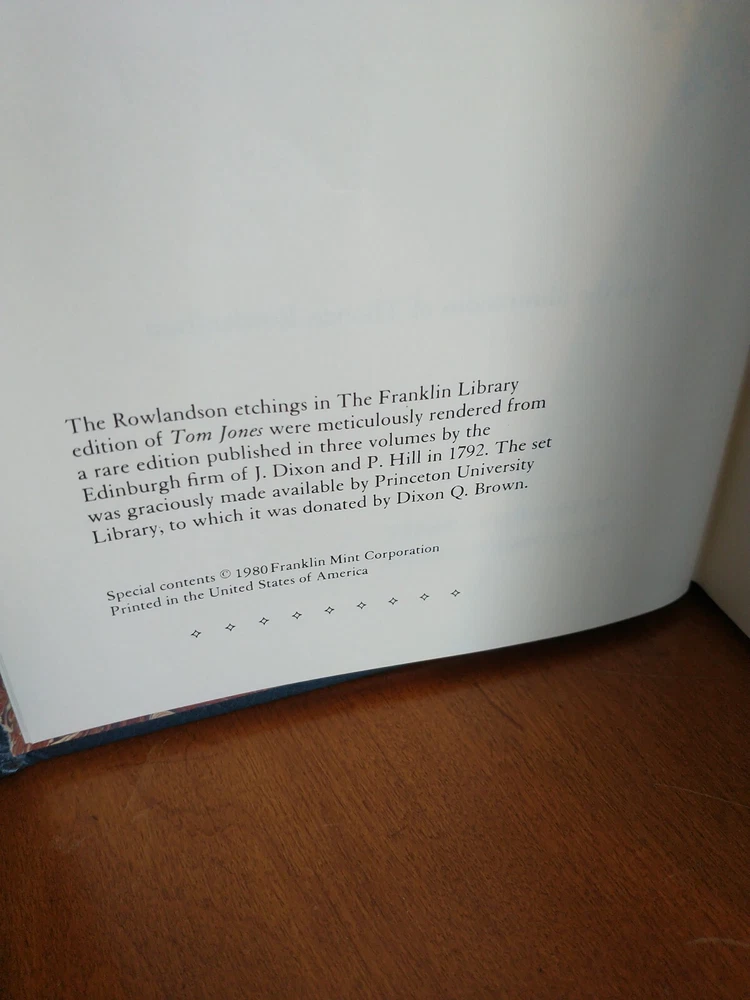 The Rowlandson etchings in The Franklin Library
edition of Tom Jones were meticulously rendered from
a rare edition published in three volumes by the
Edinburgh firm of J. Dixon and P. Hill in 1792. The set
was graciously made available by Princeton University
Library, to which it was donated by Dixon Q. Brown.
Special contents © 1980 Franklin Mint Corporation
Printed in the United States of America